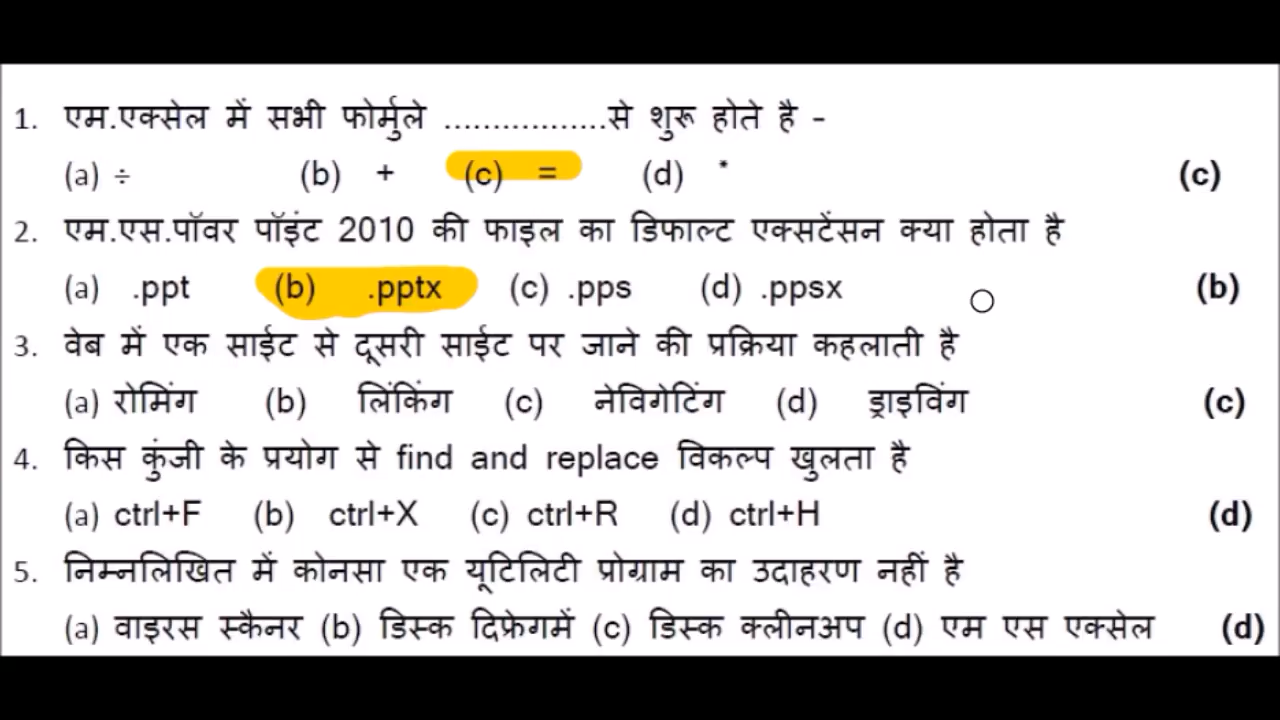 1. एम.एक्सेल में सभी फोर्मुले .................से शुरू होते है -
(a) ÷ (b) + (c) = (d) * (c)
2. एम.एस.पॉवर पॉइंट 2010 की फाइल का डिफाल्ट एक्सटेंसन क्या होता है
(a) .ppt (b) .pptx (c) .pps (d) .ppsx (b)
3. वेब में एक साईट से दूसरी साईट पर जाने की प्रक्रिया कहलाती है
(a) रोमिंग (b) लिंकिंग (c) नेविगेटिंग (d) ड्राइविंग (c)
4. किस कुंजी के प्रयोग से find and replace विकल्प खुलता है
(a) ctrl+F (b) ctrl+X (c) ctrl+R (d) ctrl+H (d)
5. निम्नलिखित में कोनसा एक यूटिलिटी प्रोग्राम का उदाहरण नहीं है
(a) वाइरस स्कैनर (b) डिस्क दिफ्रेगमें (c) डिस्क क्लीनअप (d) एम एस एक्सेल (d)